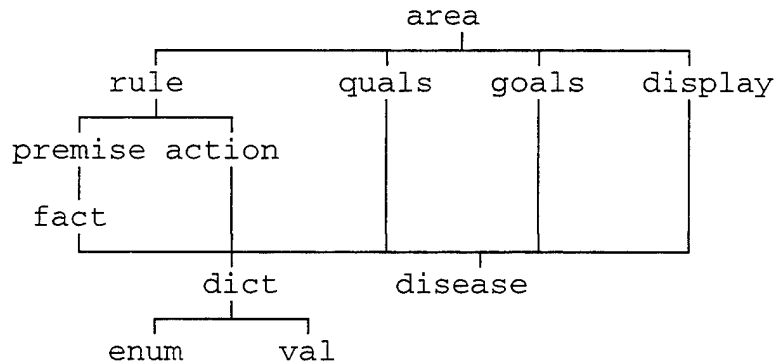 area
rule quals goals display
premise action
fact
dict disease
enum val